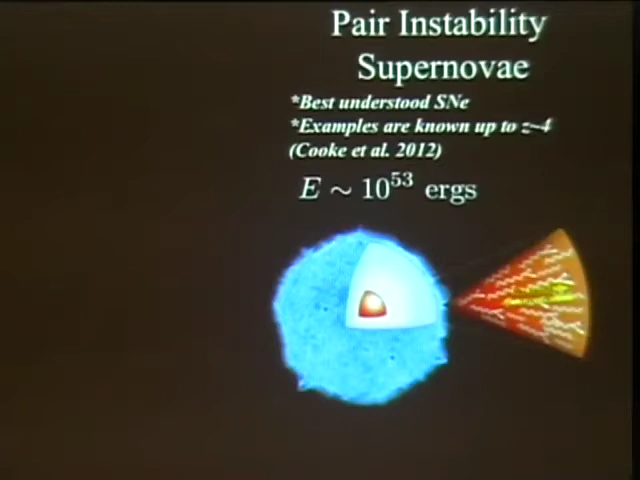 Pair Instability
Supernovae
*Best understood SNe
*Examples are known up to z~4
(Cooke et al. 2012)
E ~ 10^53 ergs